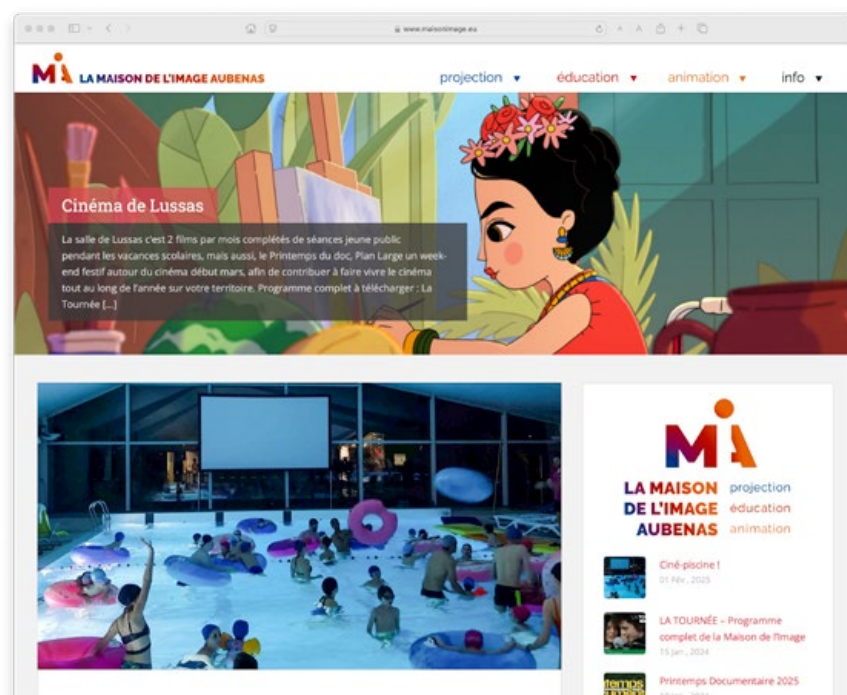 www.maisonimage.eu
MA LA MAISON DE L'IMAGE AUBENAS
projection éducation animation info
Cinéma de Lussas
La salle de Lussas c'est 2 films par mois complétés de séances jeune public
pendant les vacances scolaires, mais aussi, le Printemps du doc, Plan Large un week-
end festif autour du cinéma début mars, afin de contribuer à faire vivre le cinéma
tout au long de l'année sur votre territoire. Programme complet à télécharger : La
Tournée [...]
MA
LA MAISON projection
DE L'IMAGE éducation
AUBENAS animation
Ciné-piscine !
01 Fév , 2025
LA TOURNÉE – Programme
complet de la Maison de l'Image
15 Jan , 2024
Printemps Documentaire 2025